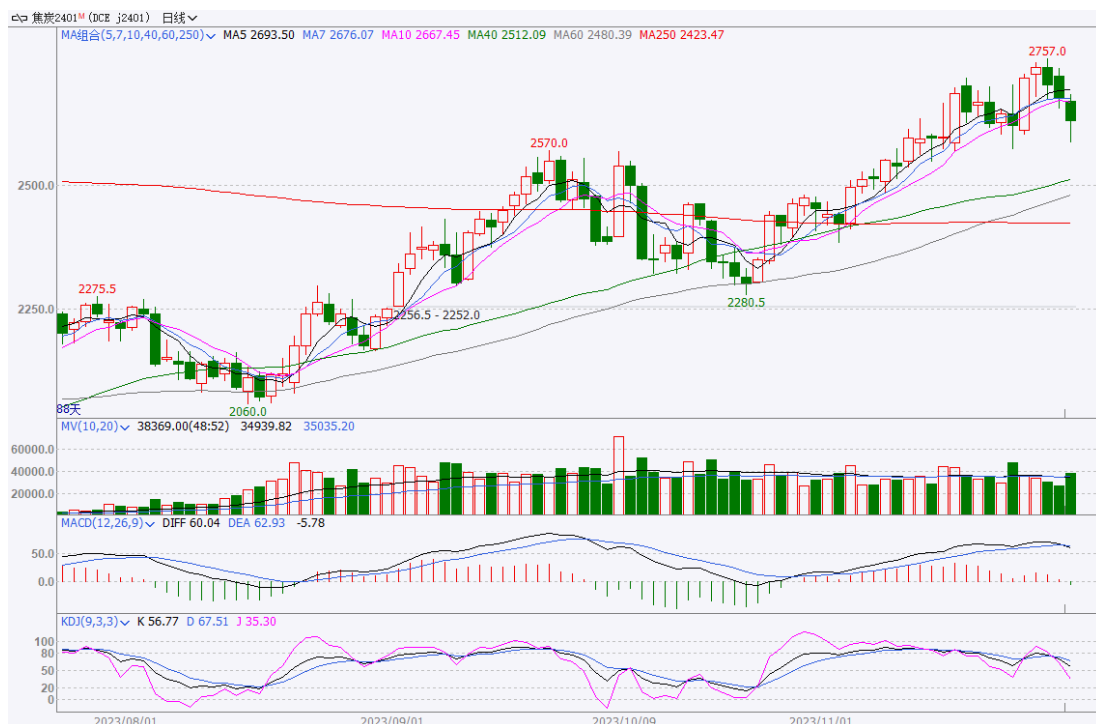 焦炭2401M (DCE j2401) 日线
MA组合(5,7,10,40,60,250) MA5 2693.50 MA7 2676.07 MA10 2667.45 MA40 2512.09 MA60 2480.39 MA250 2423.47
2757.0
2570.0
2500.0
2275.5
2280.5
2250.0
2256.5 - 2252.0
88天
2060.0
MV(10,20) 38369.00(48:52) 34939.82 35035.20
60000.0
40000.0
20000.0
MACD(12,26,9) DIFF 60.04 DEA 62.93 -5.78
50.0
0.0
KDJ(9,3,3) K 56.77 D 67.51 J 35.30
100
80
50
20
0
2023/08/01 2023/09/01 2023/10/09 2023/11/01